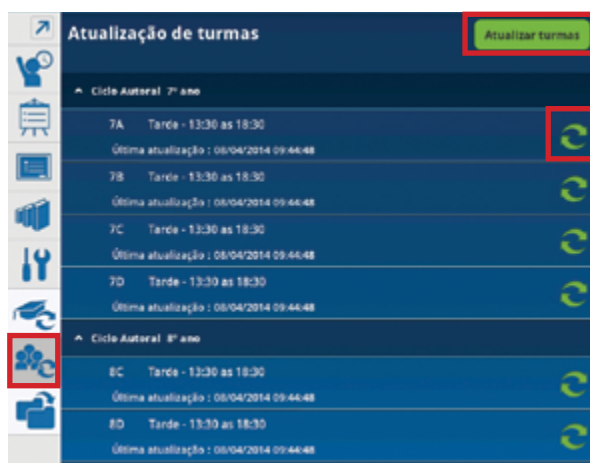 Atualização de turmas
Atualizar turmas
Ciclo Autoral 7º ano
7A Tarde - 13:30 as 18:30
Última atualização : 08/04/2014 09:44:48
7B Tarde - 13:30 as 18:30
Última atualização : 08/04/2014 09:44:48
7C Tarde - 13:30 as 18:30
Última atualização : 08/04/2014 09:44:48
7D Tarde - 13:30 as 18:30
Última atualização : 08/04/2014 09:44:48
Ciclo Autoral 8º ano
8C Tarde - 13:30 as 18:30
Última atualização : 08/04/2014 09:44:48
8D Tarde - 13:30 as 18:30
Última atualização : 08/04/2014 09:44:48